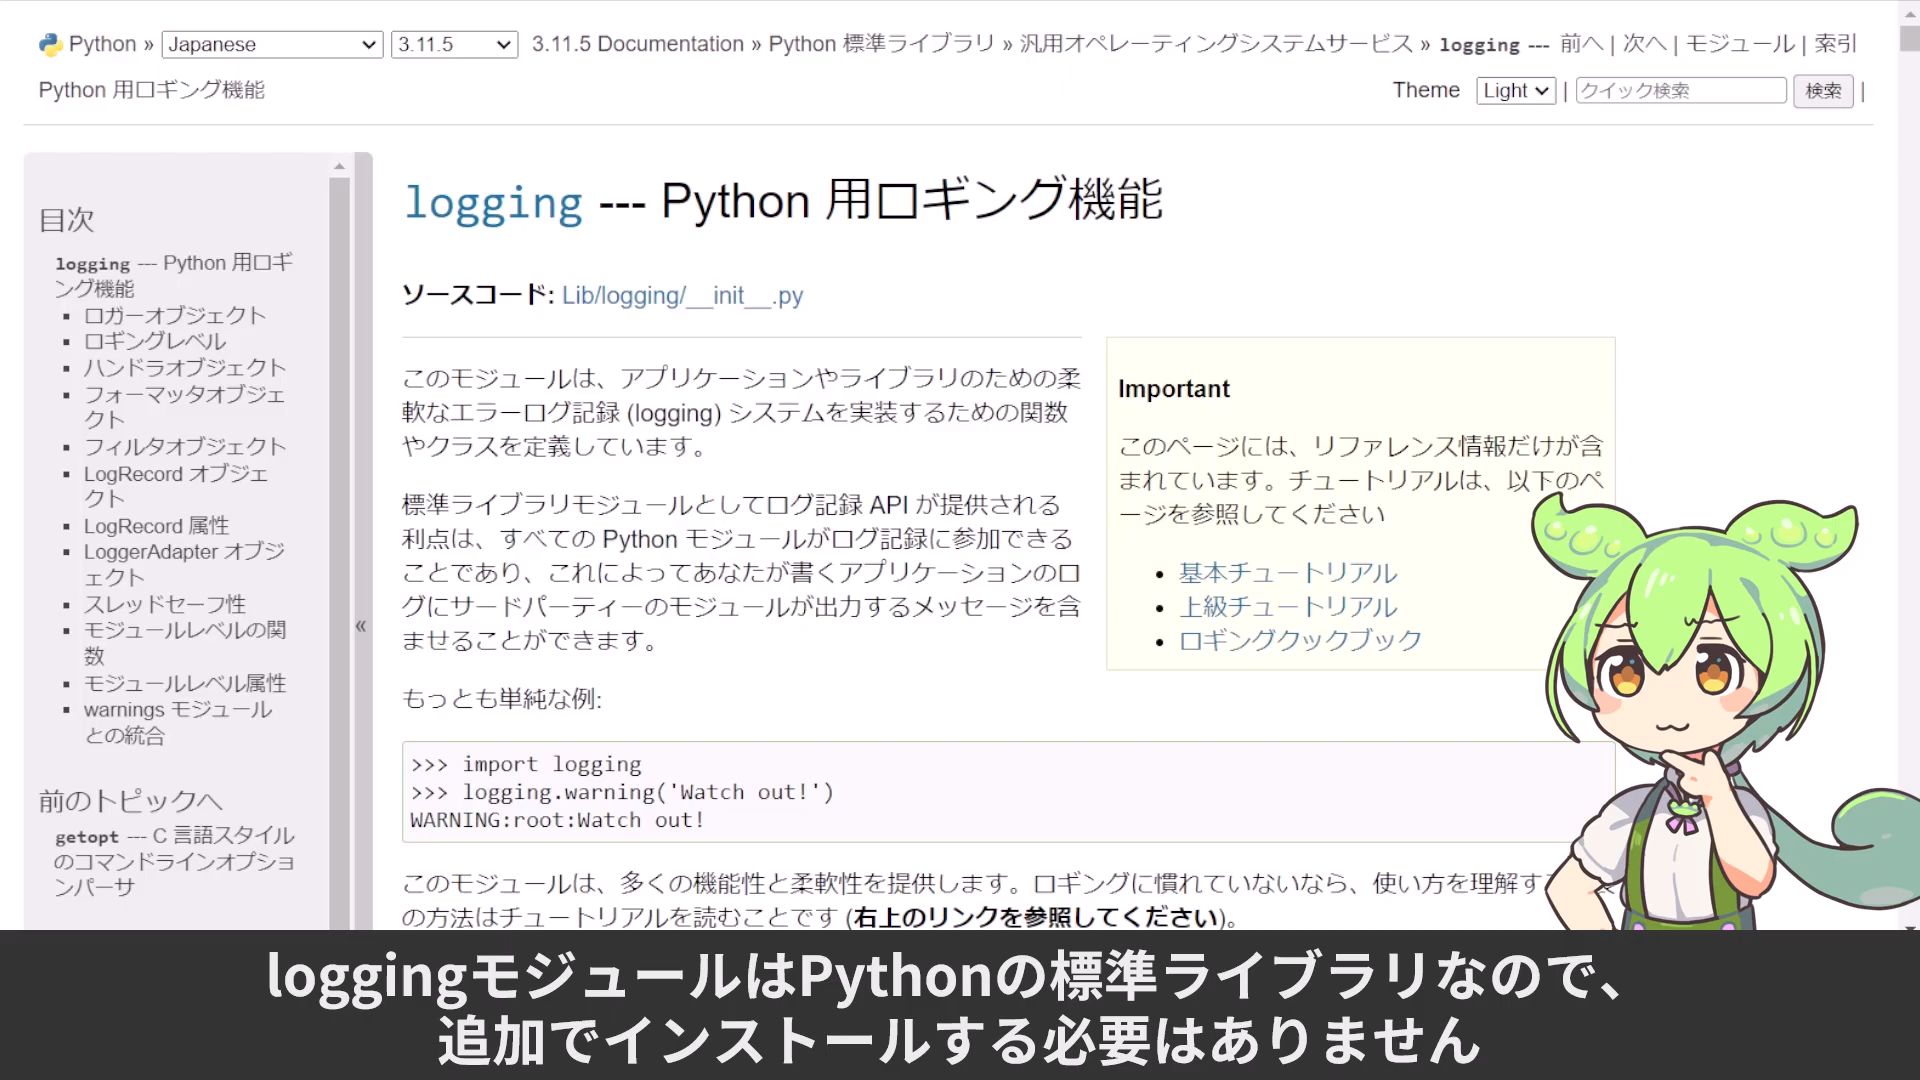 Python » Japanese 3.11.5 3.11.5 Documentation » Python 標準ライブラリ » 汎用オペレーティングシステムサービス » logging --- 前へ | 次へ | モジュール | 索引
Python 用ロギング機能
Theme Light | クイック検索 検索 |
目次
logging --- Python 用ロギ
ング機能
ロガーオブジェクト
ロギングレベル
ハンドラオブジェクト
フォーマッタオブジェ
クト
フィルタオブジェクト
LogRecord オブジェ
クト
LogRecord 属性
LoggerAdapter オブジ
ェクト
スレッドセーフ性
モジュールレベルの関
数
モジュールレベル属性
warnings モジュール
との統合
前のトピックへ
getopt --- C 言語スタイル
のコマンドラインオプショ
ンパーサ
«
logging --- Python 用ロギング機能
ソースコード: Lib/logging/__init__.py
このモジュールは、アプリケーションやライブラリのための柔
軟なエラーログ記録 (logging) システムを実装するための関数
やクラスを定義しています。
標準ライブラリモジュールとしてログ記録 API が提供される
利点は、すべての Python モジュールがログ記録に参加できる
ことであり、これによってあなたが書くアプリケーションのロ
グにサードパーティーのモジュールが出力するメッセージを含
ませることができます。
もっとも単純な例:
Important
このページには、リファレンス情報だけが含
まれています。チュートリアルは、以下のペ
ージを参照してください
基本チュートリアル
上級チュートリアル
ロギングクックブック
>>> import logging
>>> logging.warning('Watch out!')
WARNING:root:Watch out!
このモジュールは、多くの機能性と柔軟性を提供します。ロギングに慣れていないなら、使い方を理解す
の方法はチュートリアルを読むことです (右上のリンクを参照してください)。
loggingモジュールはPythonの標準ライブラリなので、
追加でインストールする必要はありません